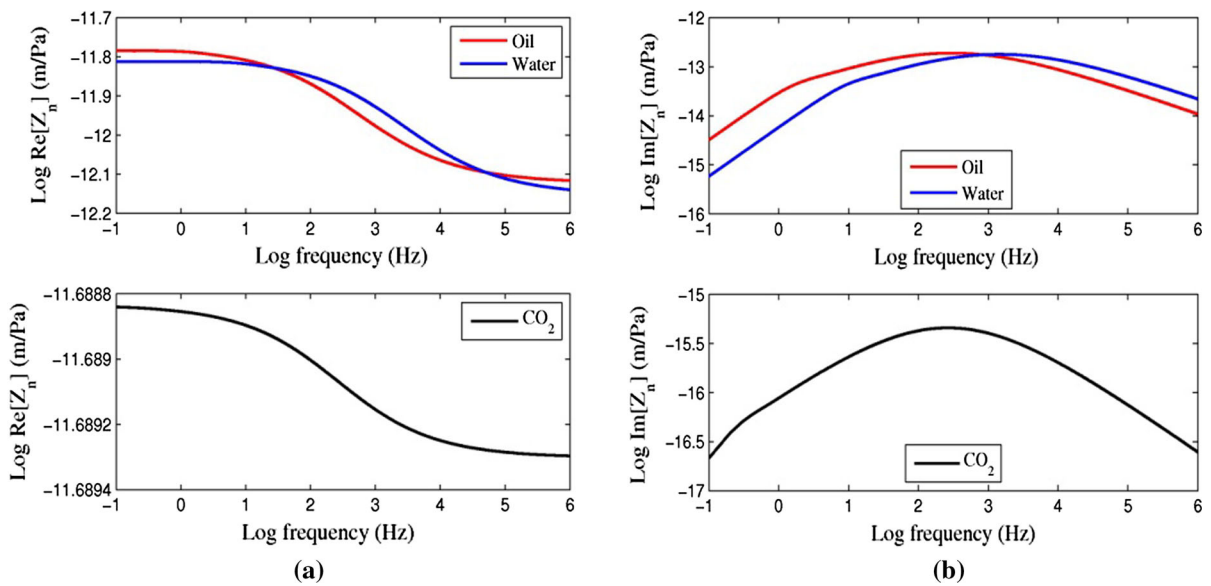 -11.7
-11.8
-11.9
-12
-12.1
-12.2
Log Re[Z_n] (m/Pa)
Oil
Water
-1 0 1 2 3 4 5 6
Log frequency (Hz)
-12
-13
-14
-15
-16
Log Im[Z_n] (m/Pa)
Oil
Water
-1 0 1 2 3 4 5 6
Log frequency (Hz)
-11.6888
-11.689
-11.6892
-11.6894
Log Re[Z_n] (m/Pa)
CO_2
-1 0 1 2 3 4 5 6
Log frequency (Hz)
(a)
-15
-15.5
-16
-16.5
-17
Log Im[Z_n] (m/Pa)
CO_2
-1 0 1 2 3 4 5 6
Log frequency (Hz)
(b)